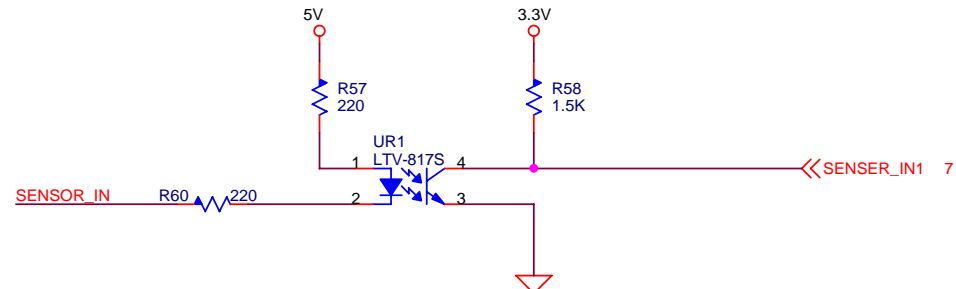 5V
3.3V
R57
220
R58
1.5K
UR1
LTV-817S
1
4
SENSER_IN1 7
SENSOR_IN
R60 220
2
3